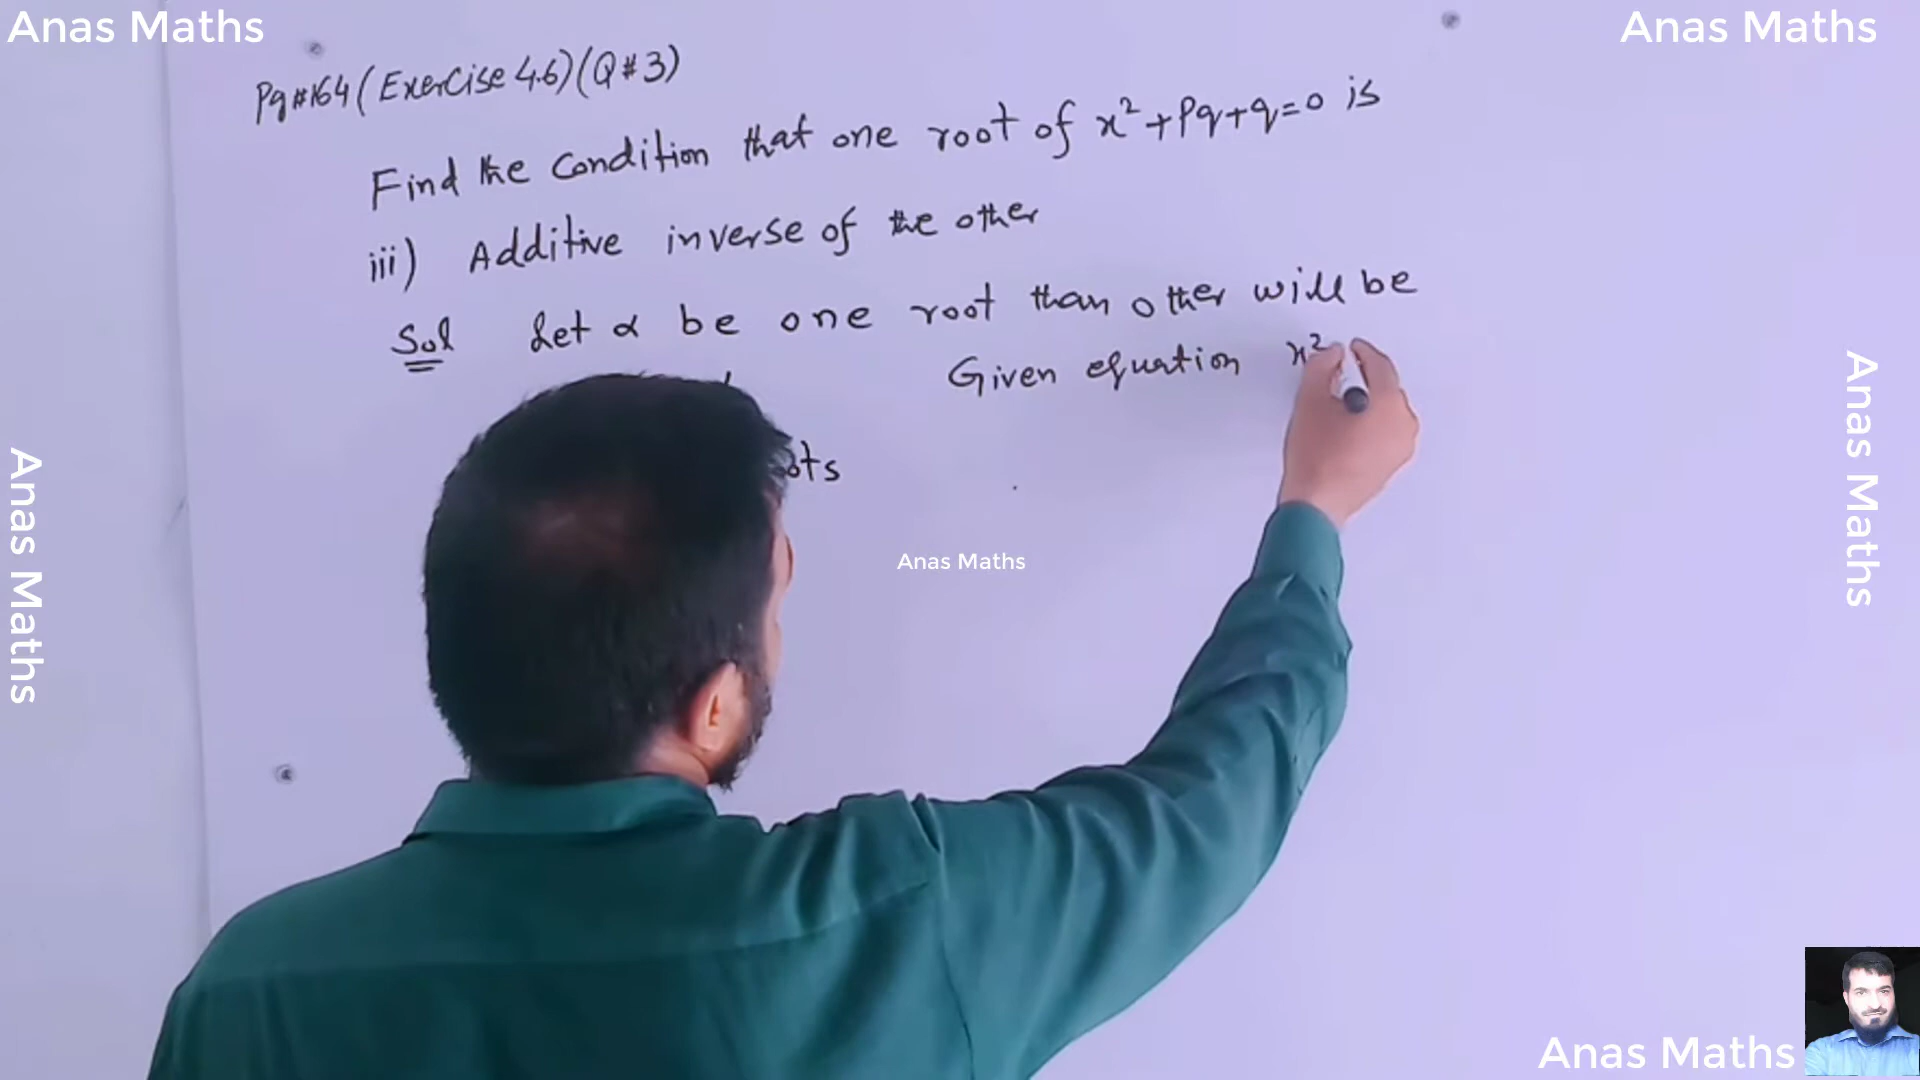 Anas Maths
Anas Maths
Pg#164 (Exercise 4.6) (Q#3)
Find the Condition that one root of x²+Pq+q=0 is
iii) Additive inverse of the other
Sol Let α be one root than other will be
Given equation x²
Anas Maths
Anas Maths
Anas Maths
Anas Maths